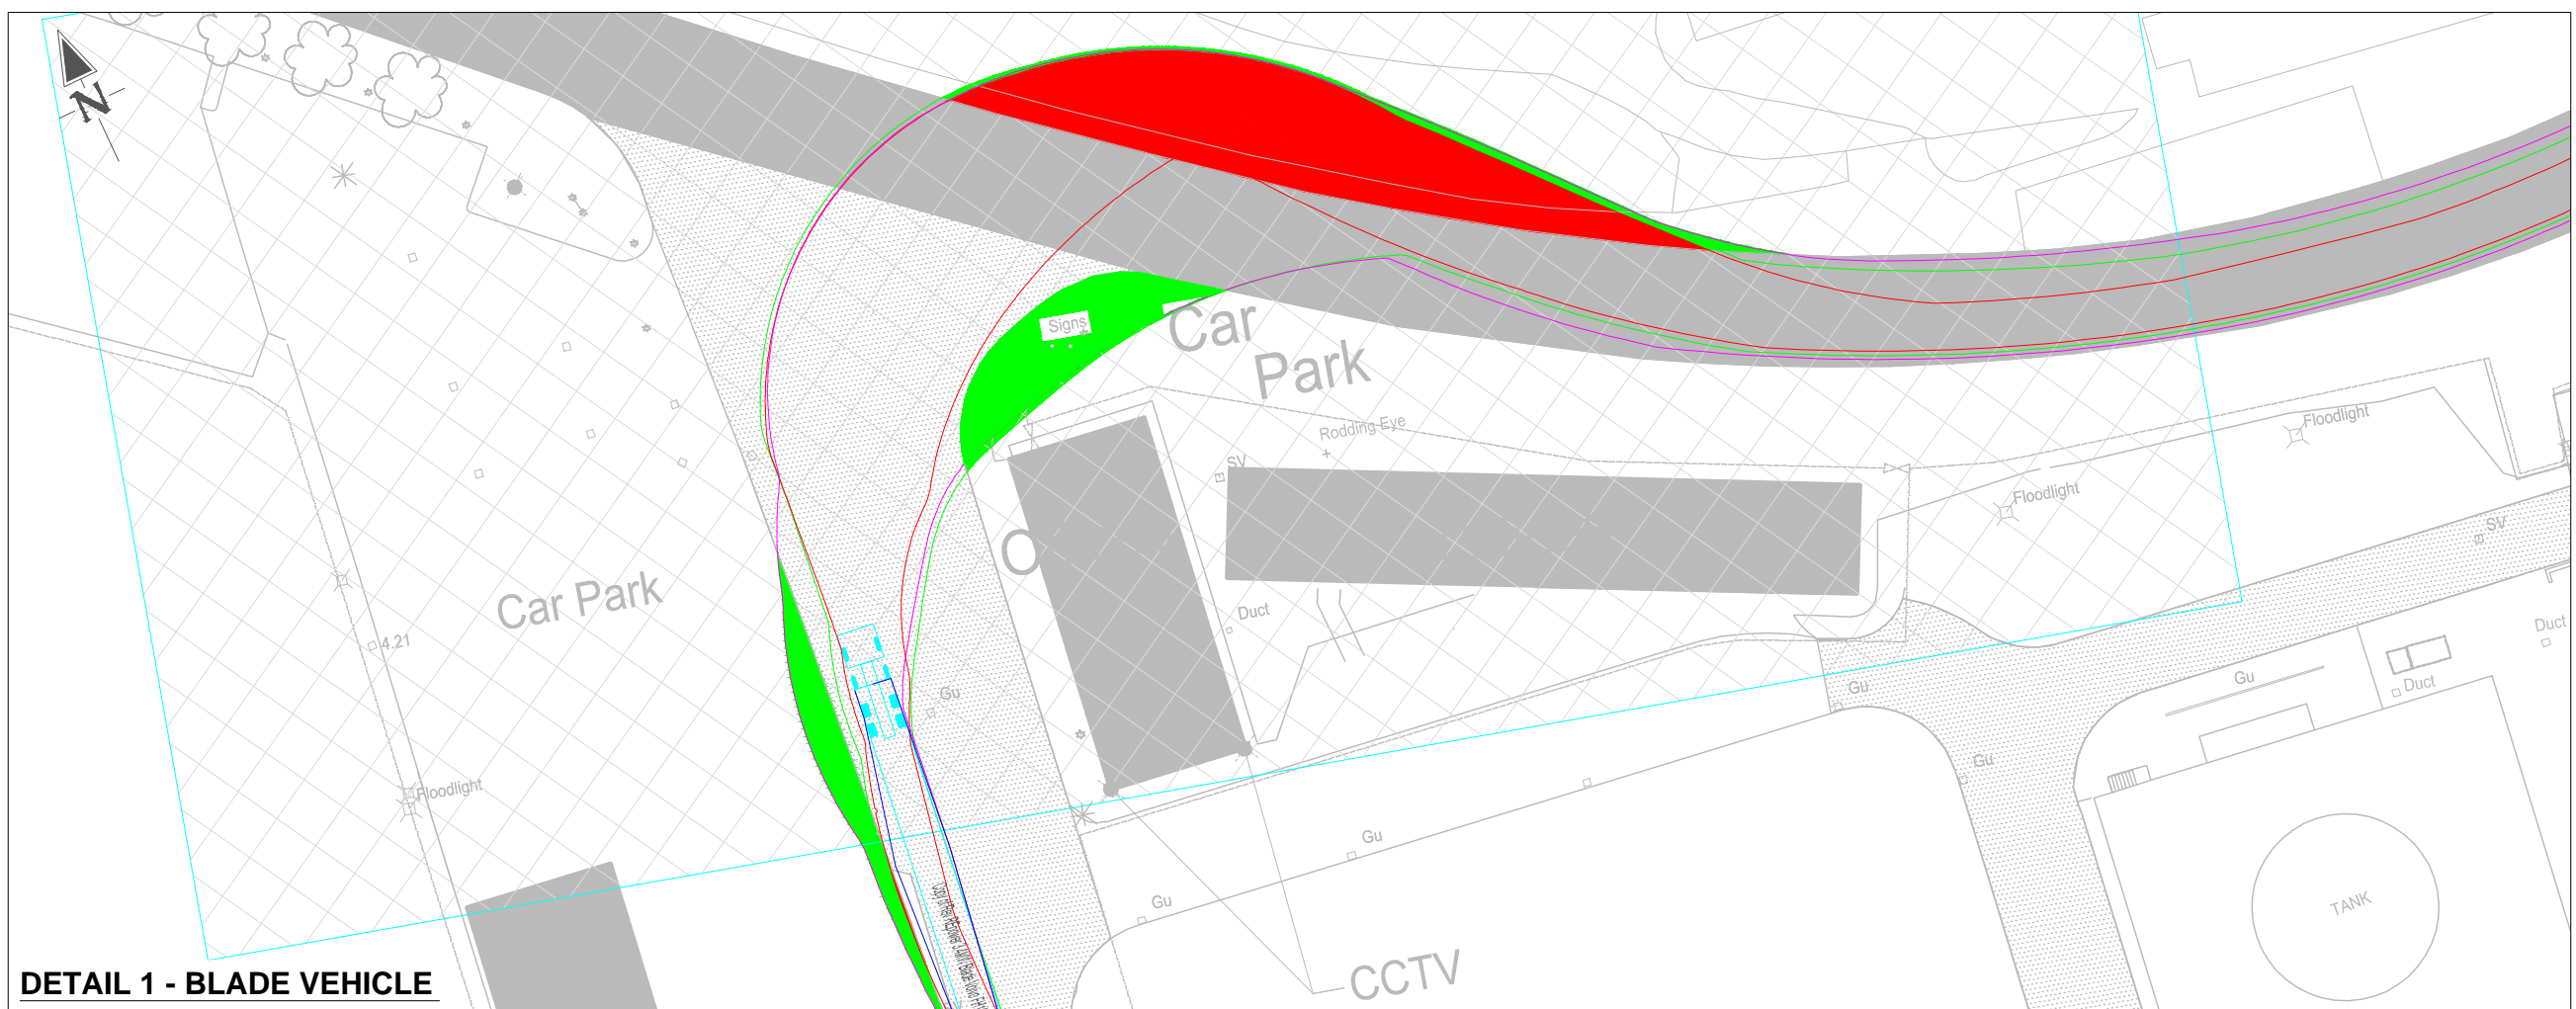 N
Signs
Car
Park
Rodding Eye
SV
Floodlight
Floodlight
SV
C
Car Park
Duct
4.21
Gu
Gu
Gu
Duct
Duct
Gu
Floodlight
Gu
Gu
TANK
CCTV
DETAIL 1 - BLADE VEHICLE